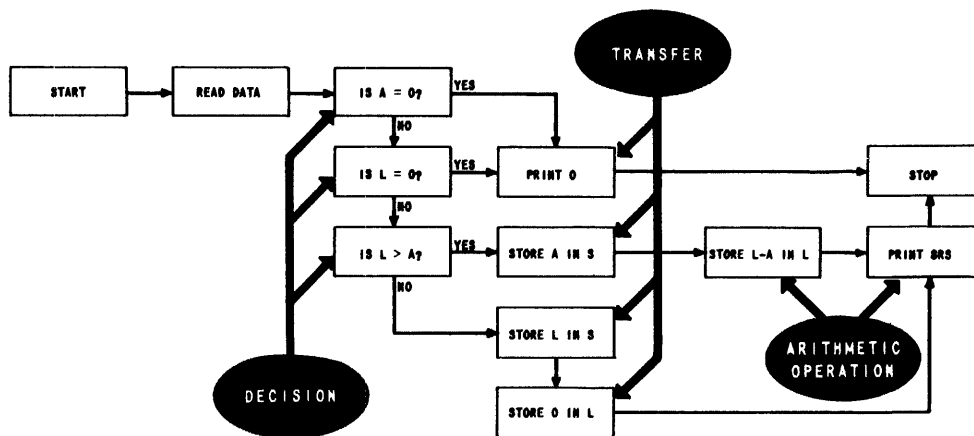 TRANSFER
START
READ DATA
IS A = 0?
YES
NO
IS L = 0?
YES
PRINT 0
STOP
NO
IS L > A?
YES
STORE A IN S
STORE L-A IN L
PRINT SRS
NO
STORE L IN S
ARITHMETIC
OPERATION
DECISION
STORE 0 IN L